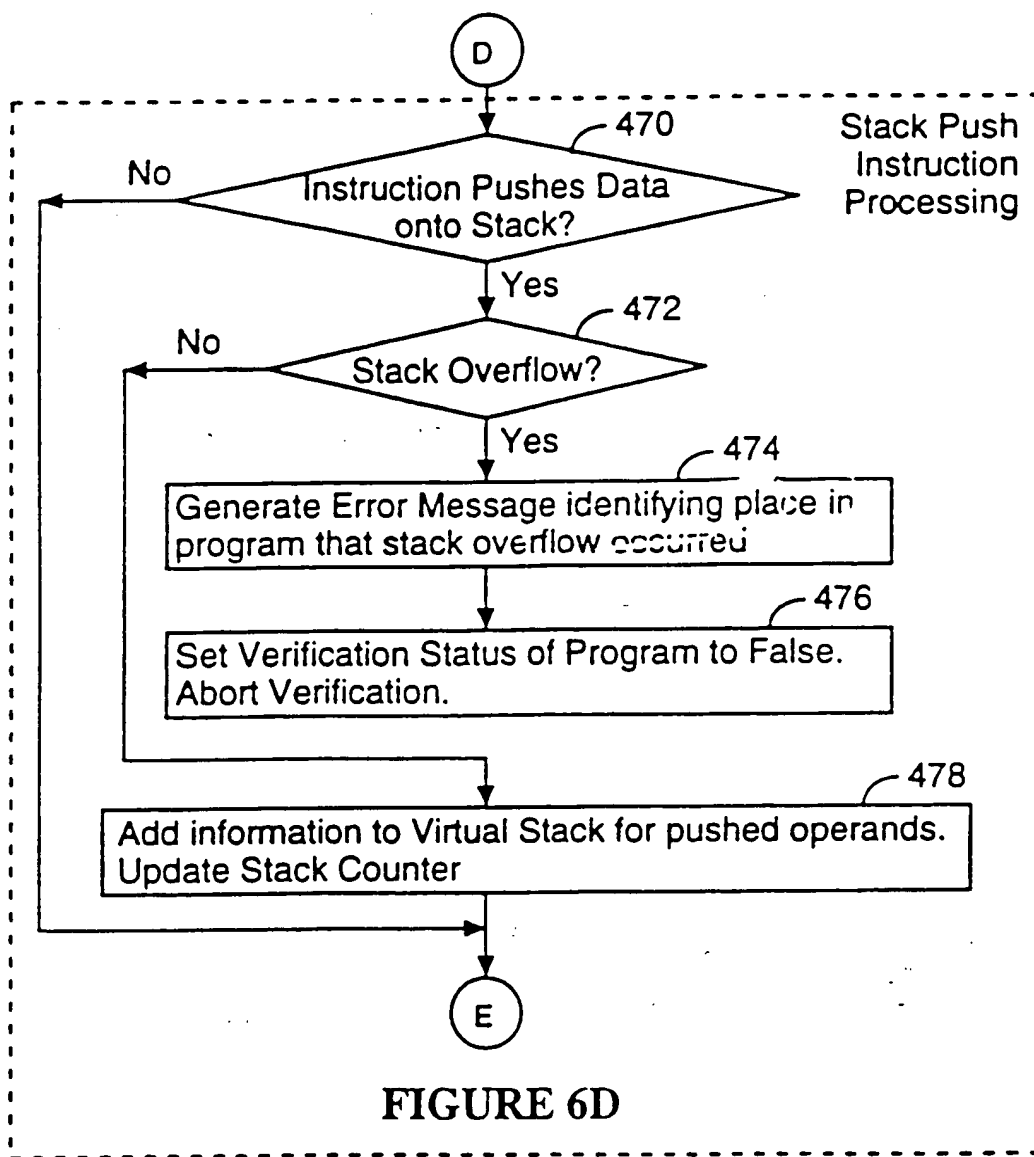 D
470
Stack Push
Instruction
Processing
No
Instruction Pushes Data
onto Stack?
Yes
472
No
Stack Overflow?
Yes
474
Generate Error Message identifying place in
program that stack overflow occurred
476
Set Verification Status of Program to False.
Abort Verification.
478
Add information to Virtual Stack for pushed operands.
Update Stack Counter
E
FIGURE 6D